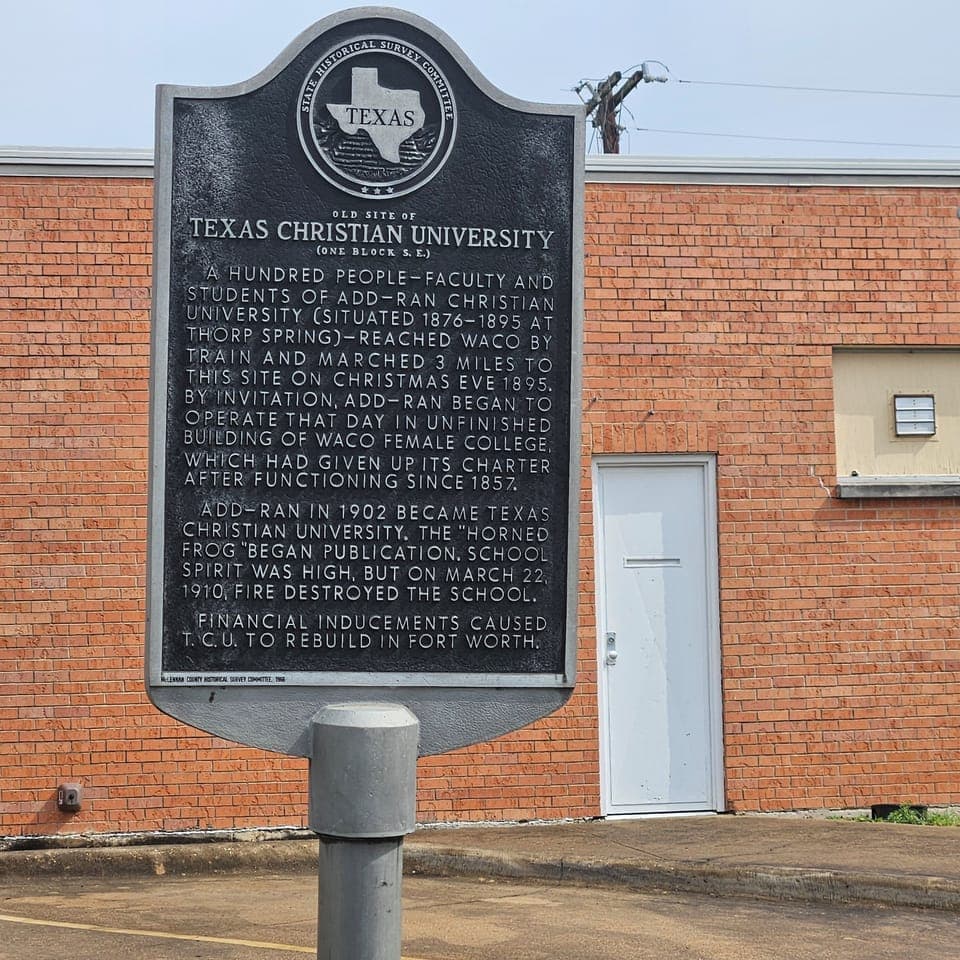 STATE HISTORICAL SURVEY COMMITTEE
TEXAS
OLD SITE OF
TEXAS CHRISTIAN UNIVERSITY
(ONE BLOCK S. E.)
A HUNDRED PEOPLE—FACULTY AND
STUDENTS OF ADD-RAN CHRISTIAN
UNIVERSITY (SITUATED 1876-1895 AT
THORP SPRING)—REACHED WACO BY
TRAIN AND MARCHED 3 MILES TO
THIS SITE ON CHRISTMAS EVE 1895.
BY INVITATION, ADD-RAN BEGAN TO
OPERATE THAT DAY IN UNFINISHED
BUILDING OF WACO FEMALE COLLEGE,
WHICH HAD GIVEN UP ITS CHARTER
AFTER FUNCTIONING SINCE 1857.
ADD-RAN IN 1902 BECAME TEXAS
CHRISTIAN UNIVERSITY. THE "HORNED
FROG "BEGAN PUBLICATION. SCHOOL
SPIRIT WAS HIGH, BUT ON MARCH 22,
1910, FIRE DESTROYED THE SCHOOL.
FINANCIAL INDUCEMENTS CAUSED
T. C. U. TO REBUILD IN FORT WORTH.
McLENNAN COUNTY HISTORICAL SURVEY COMMITTEE, 1966